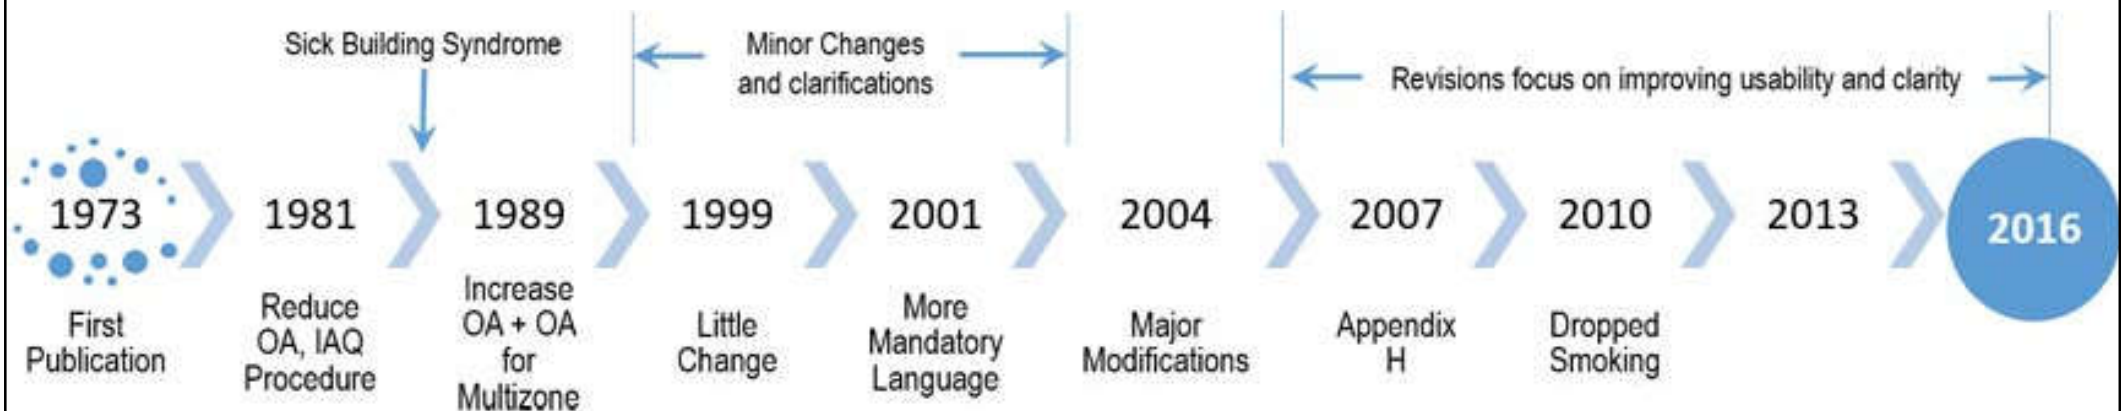 Sick Building Syndrome
Minor Changes
and clarifications
Revisions focus on improving usability and clarity
1973
1981
1989
1999
2001
2004
2007
2010
2013
2016
First
Publication
Reduce
OA, IAQ
Procedure
Increase
OA + OA
for
Multizone
Little
Change
More
Mandatory
Language
Major
Modifications
Appendix
H
Dropped
Smoking